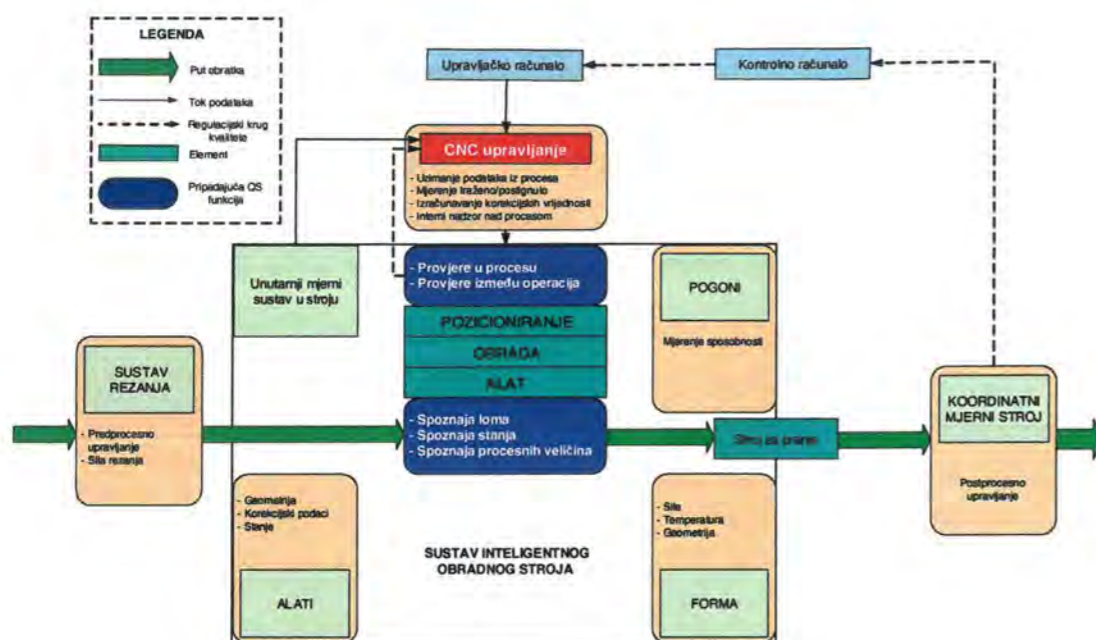 LEGENDA
Put obratka
Tok podataka
Regulacijski krug
kvalitete
Element
Pripadajuća QS
funkcija
Upravljačko računalo
Kontrolno računalo
CNC upravljanje
- Uzimanje podataka iz procesa
- Mjerenje traženo/postignuto
- Izračunavanje korekcijskih vrijednosti
- Interni nadzor nad procesom
Unutarnji mjerni
sustav u stroju
- Provjere u procesu
- Provjere između operacija
POZICIONIRANJE
OBRADA
ALAT
- Spoznaja loma
- Spoznaja stanja
- Spoznaja procesnih veličina
POGONI
Mjerenje sposobnosti
SUSTAV
REZANJA
- Predprocesno
upravljanje
- Sila rezanja
Stroj za pranje
KOORDINATNI
MJERNI STROJ
Postprocesno
upravljanje
- Geometrija
- Korekcijski podaci
- Stanje
ALATI
SUSTAV INTELIGENTNOG
OBRADNOG STROJA
- Sile
- Temperatura
- Geometrija
FORMA